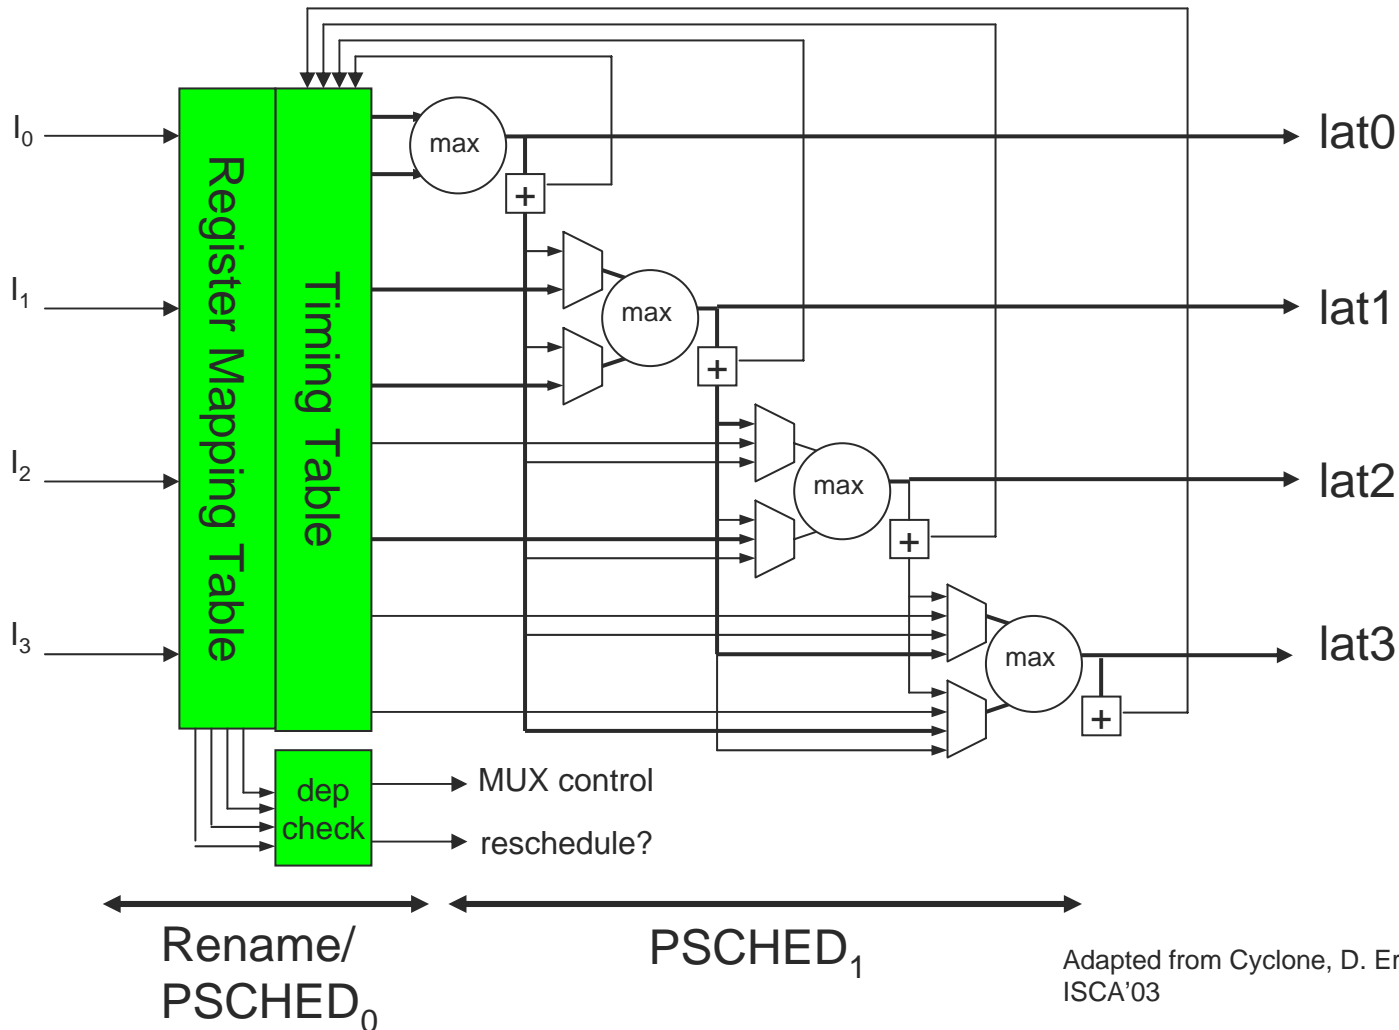 I0
I1
I2
I3
Register Mapping Table
Timing Table
max
+
lat0
max
+
lat1
max
+
lat2
max
+
lat3
dep
check
MUX control
reschedule?
Rename/
PSCHED0
PSCHED1
Adapted from Cyclone, D. Er
ISCA'03